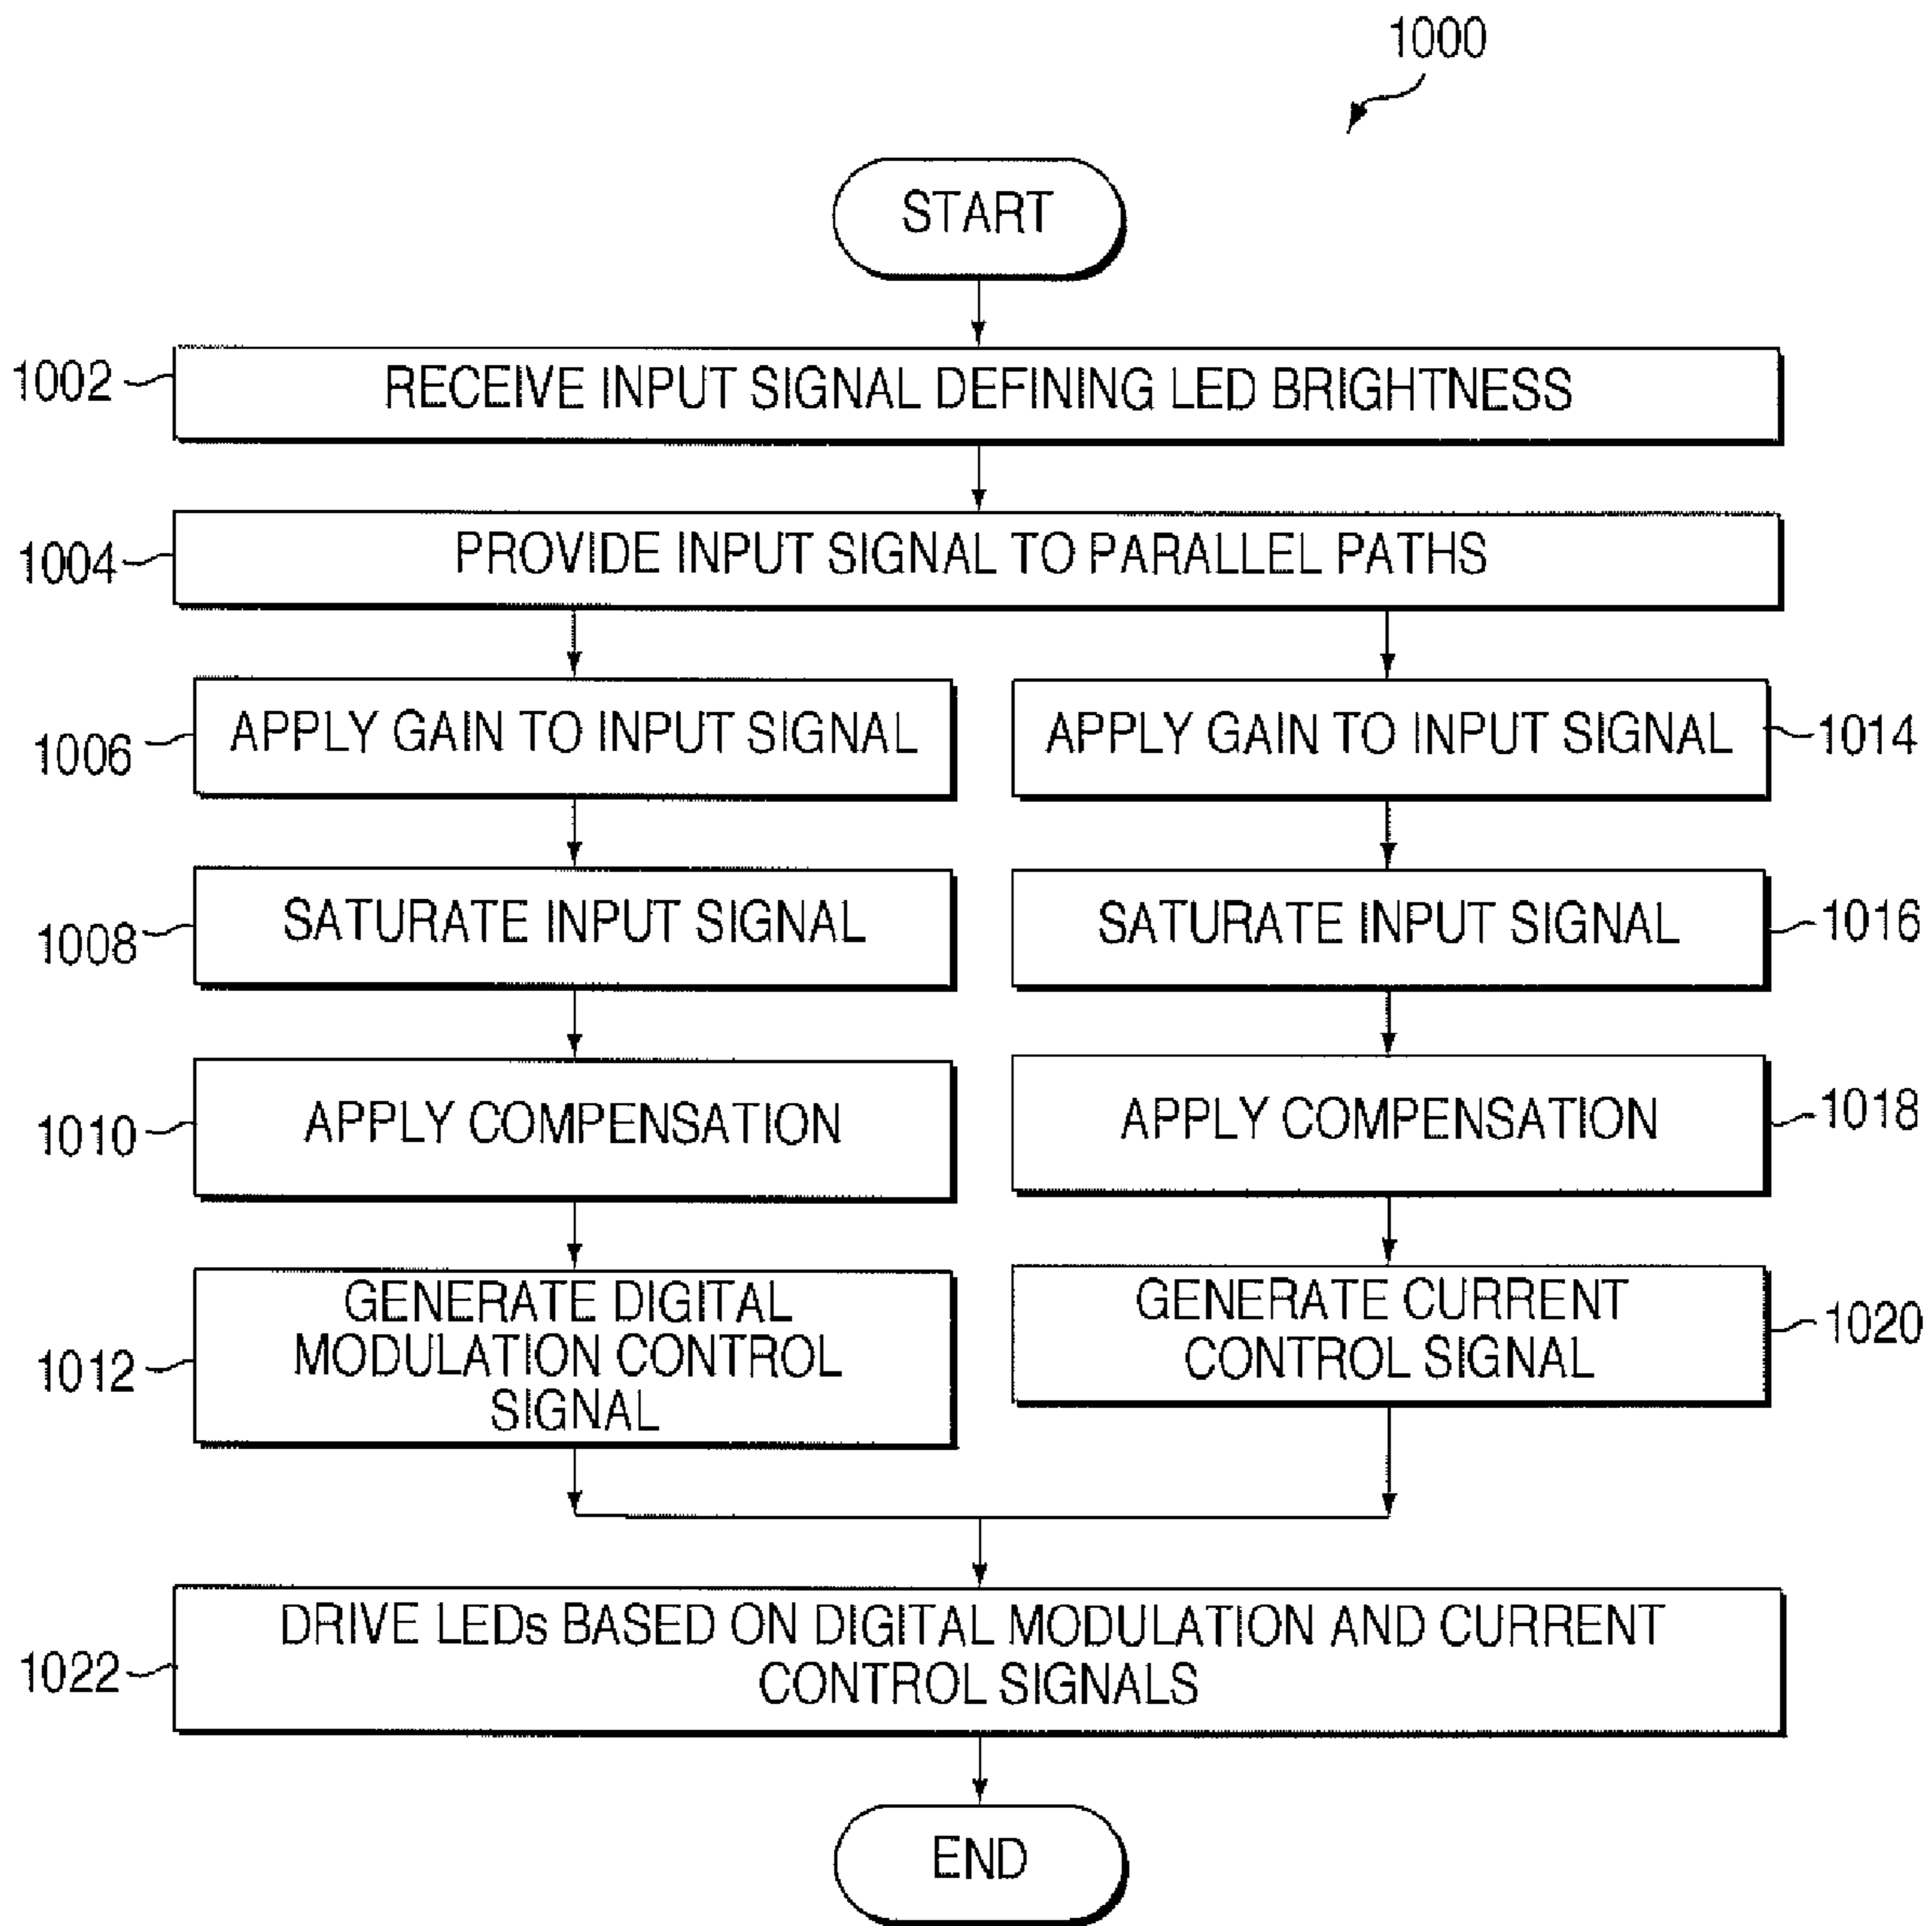 1000
START
1002
RECEIVE INPUT SIGNAL DEFINING LED BRIGHTNESS
1004
PROVIDE INPUT SIGNAL TO PARALLEL PATHS
1006
APPLY GAIN TO INPUT SIGNAL
APPLY GAIN TO INPUT SIGNAL
1014
1008
SATURATE INPUT SIGNAL
SATURATE INPUT SIGNAL
1016
1010
APPLY COMPENSATION
APPLY COMPENSATION
1018
1012
GENERATE DIGITAL
MODULATION CONTROL
SIGNAL
GENERATE CURRENT
CONTROL SIGNAL
1020
1022
DRIVE LEDs BASED ON DIGITAL MODULATION AND CURRENT
CONTROL SIGNALS
END